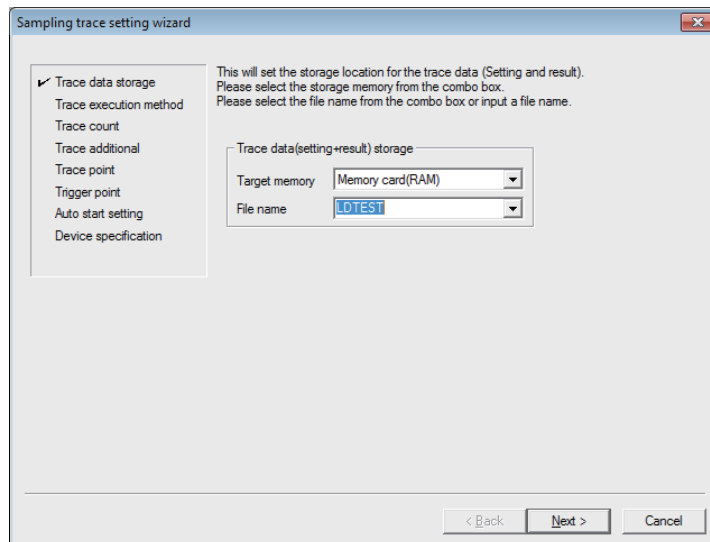 Sampling trace setting wizard
Trace data storage
Trace execution method
Trace count
Trace additional
Trace point
Trigger point
Auto start setting
Device specification
This will set the storage location for the trace data (Setting and result).
Please select the storage memory from the combo box.
Please select the file name from the combo box or input a file name.
Trace data(setting+result) storage
Target memory Memory card(RAM)
File name LDTEST
< Back Next > Cancel